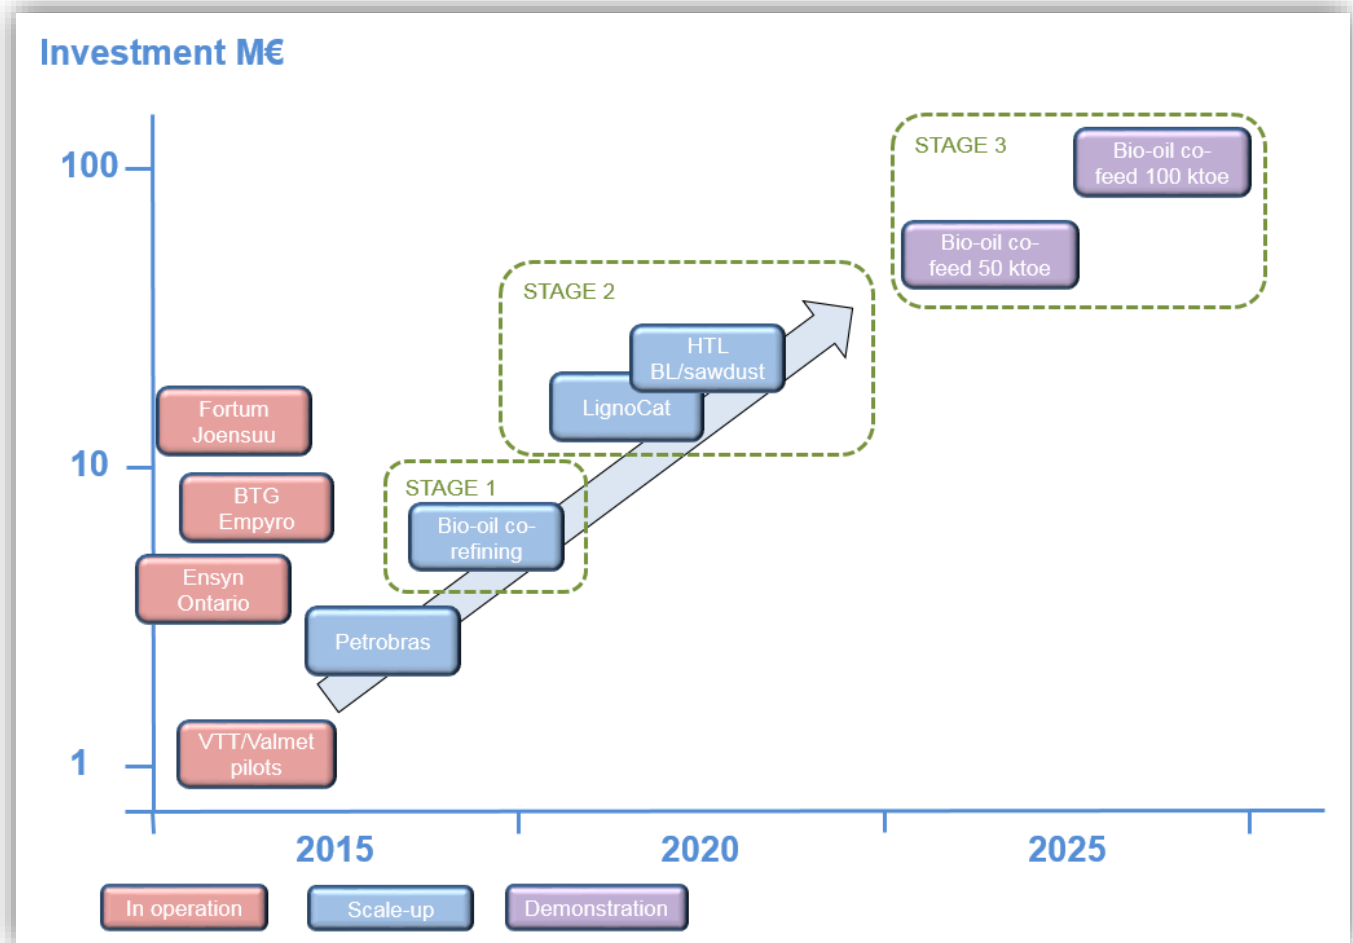 Investment M€
100
10
1
STAGE 3
Bio-oil co-
feed 100 ktoe
Bio-oil co-
feed 50 ktoe
STAGE 2
HTL
BL/sawdust
LignoCat
Fortum
Joensuu
BTG
Empyro
STAGE 1
Bio-oil co-
refining
Ensyn
Ontario
Petrobras
VTT/Valmet
pilots
2015
2020
2025
In operation
Scale-up
Demonstration